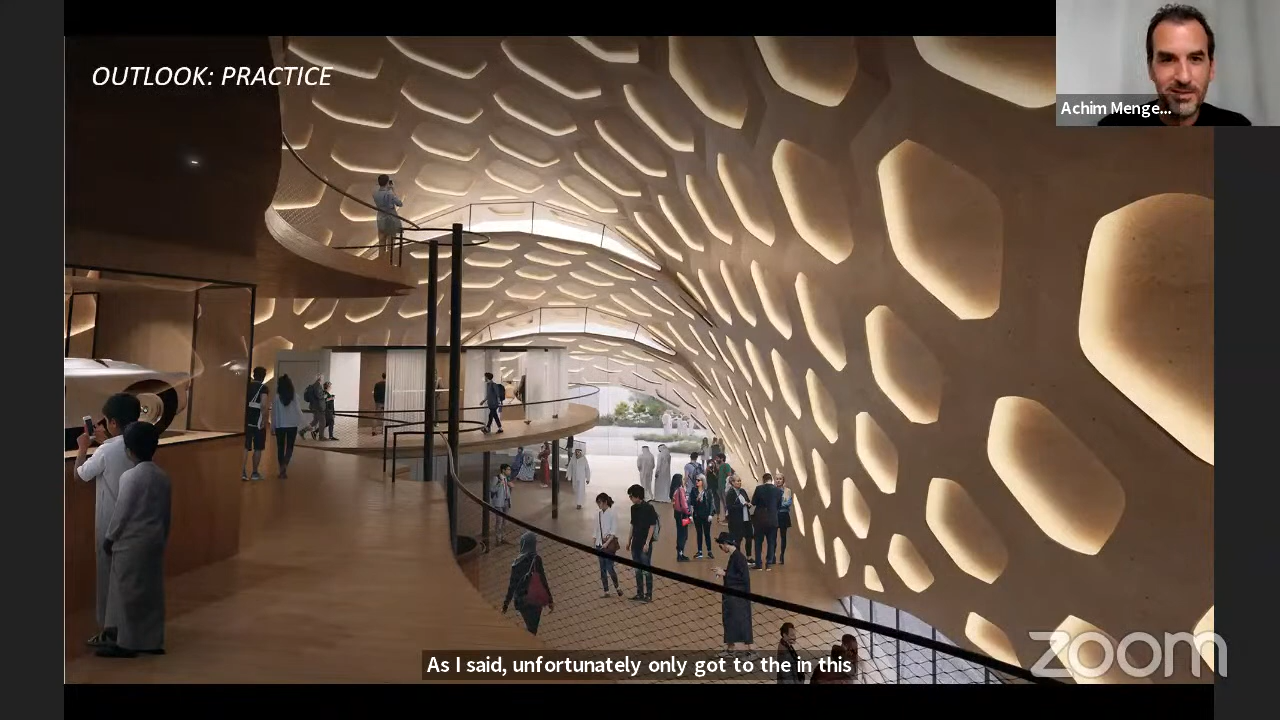 OUTLOOK: PRACTICE
Achim Menge...
As I said, unfortunately only got to the in this
zoom